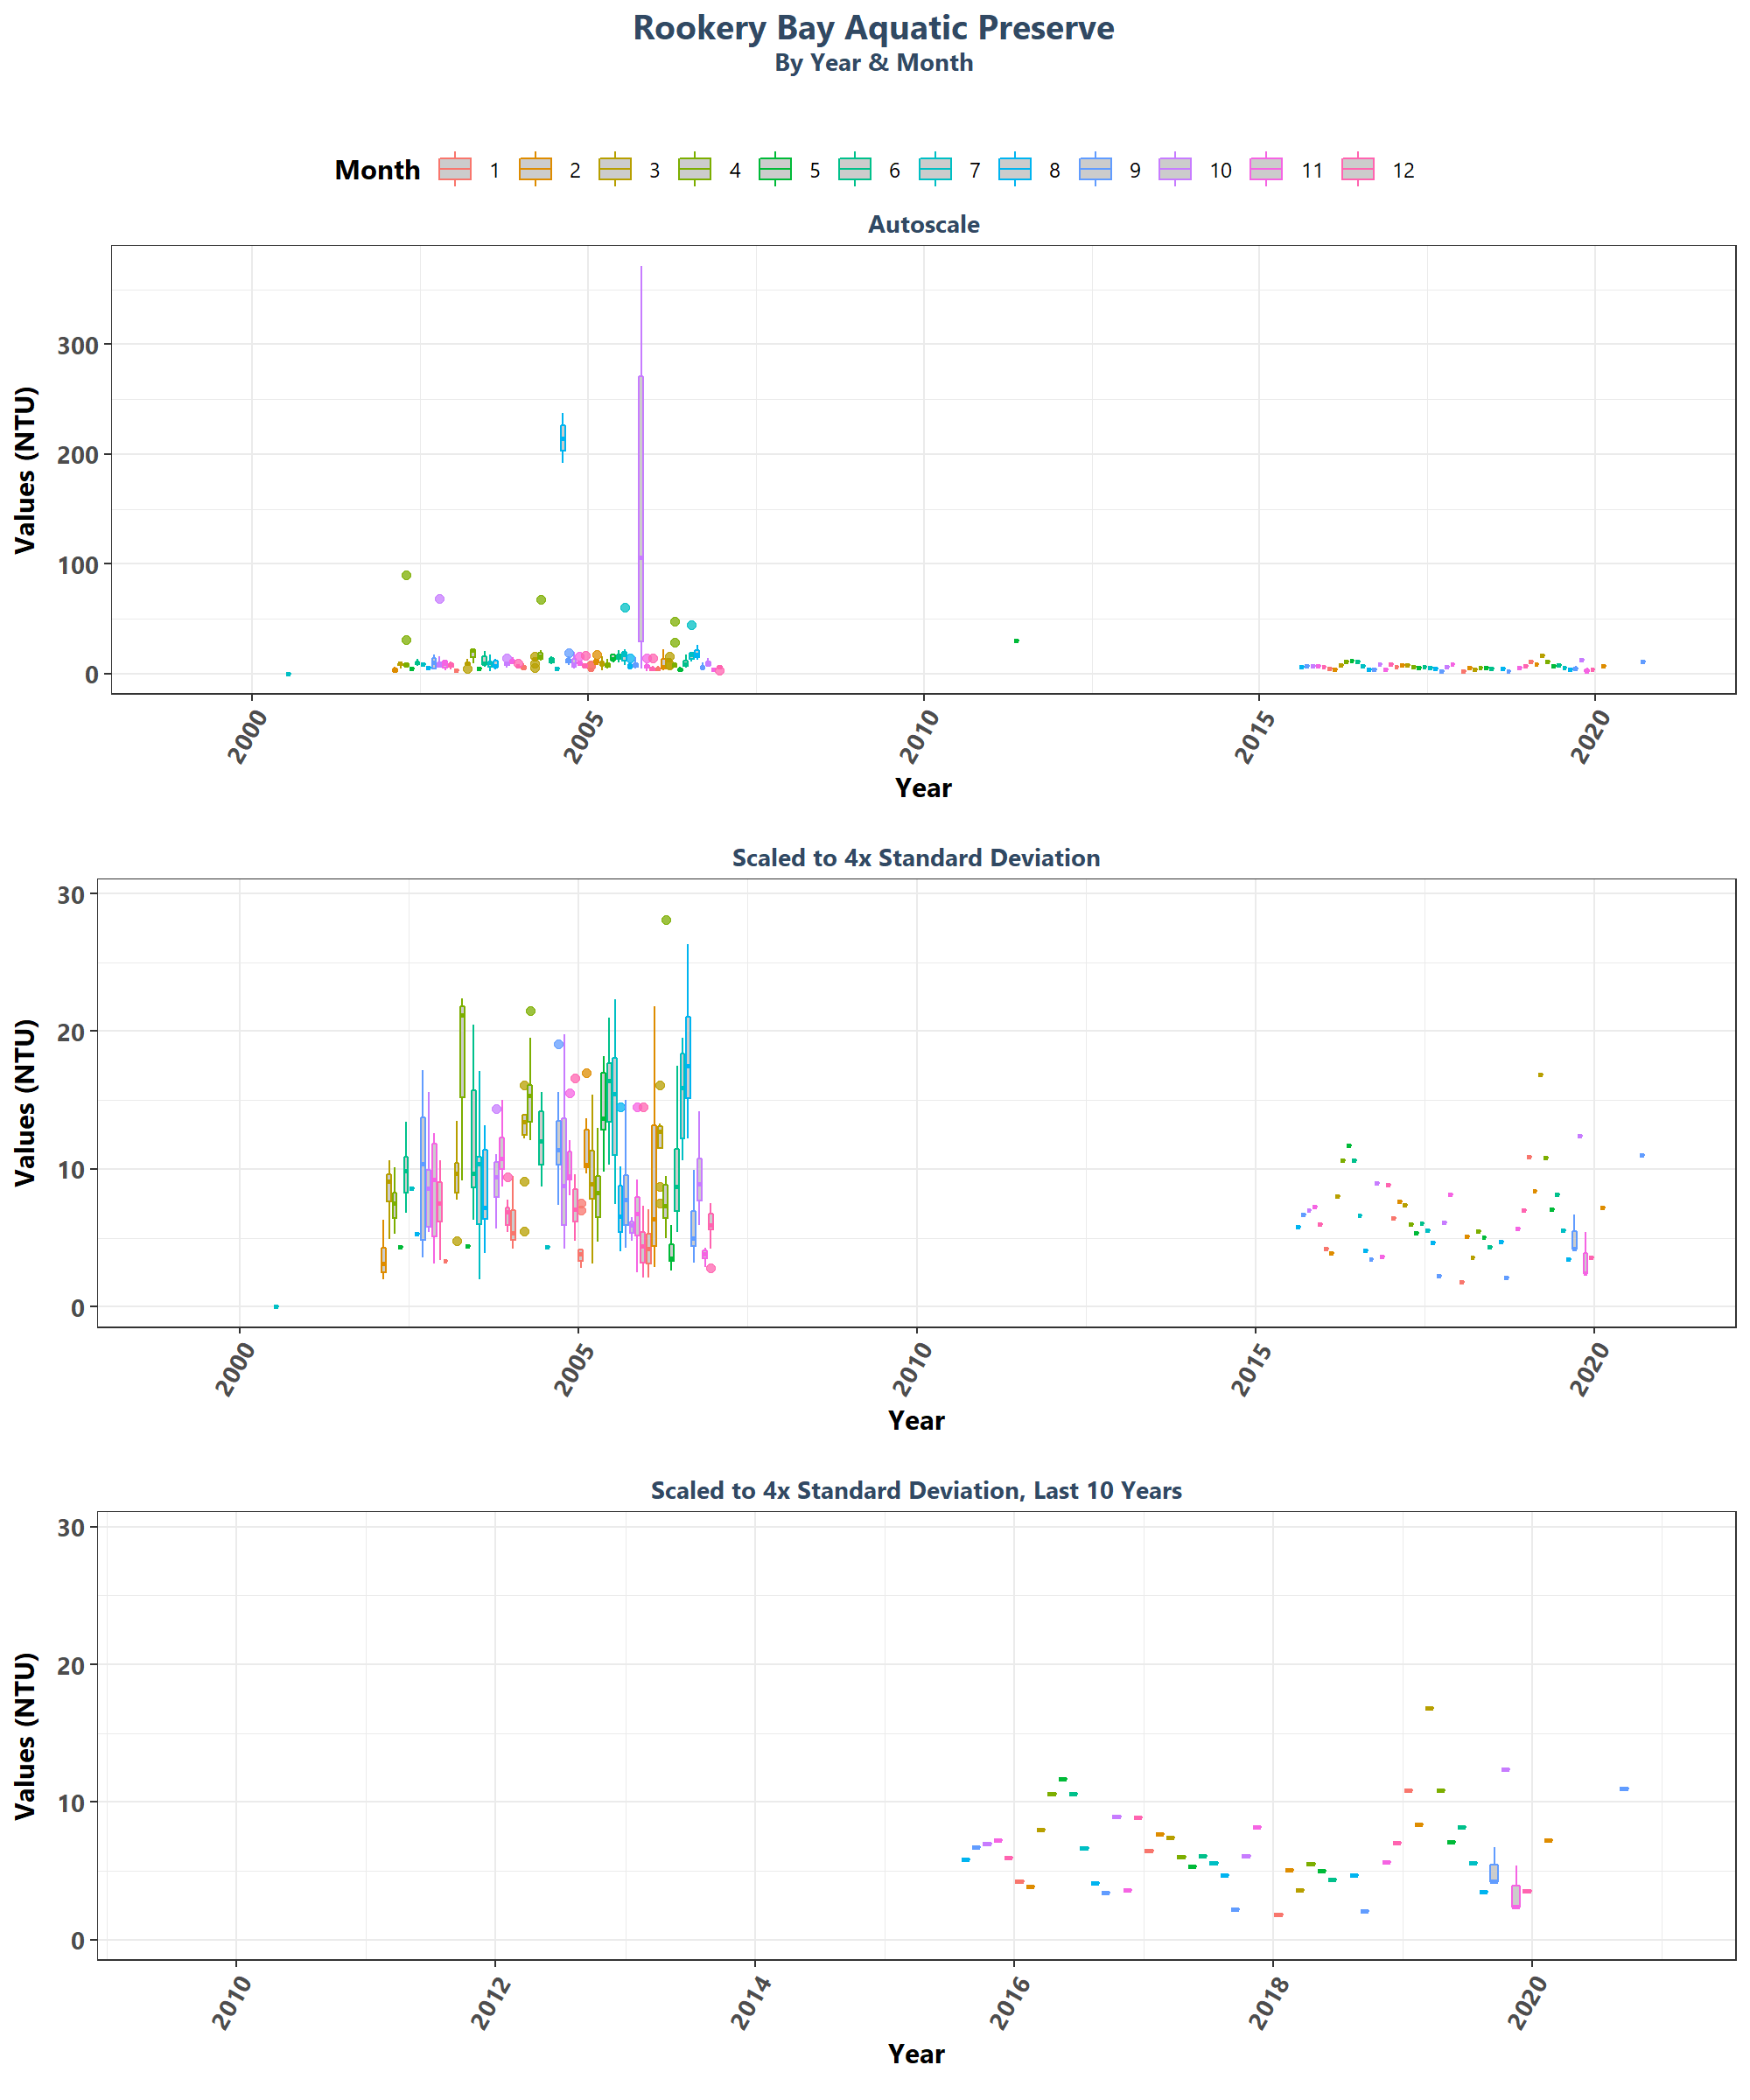 Rookery Bay Aquatic Preserve
By Year & Month
Month 1 2 3 4 5 6 7 8 9 10 11 12
Autoscale
Values (NTU)
300
200
100
0
2000 2005 2010 2015 2020
Year
Scaled to 4x Standard Deviation
Values (NTU)
30
20
10
0
2000 2005 2010 2015 2020
Year
Scaled to 4x Standard Deviation, Last 10 Years
Values (NTU)
30
20
10
0
2010 2012 2014 2016 2018 2020
Year